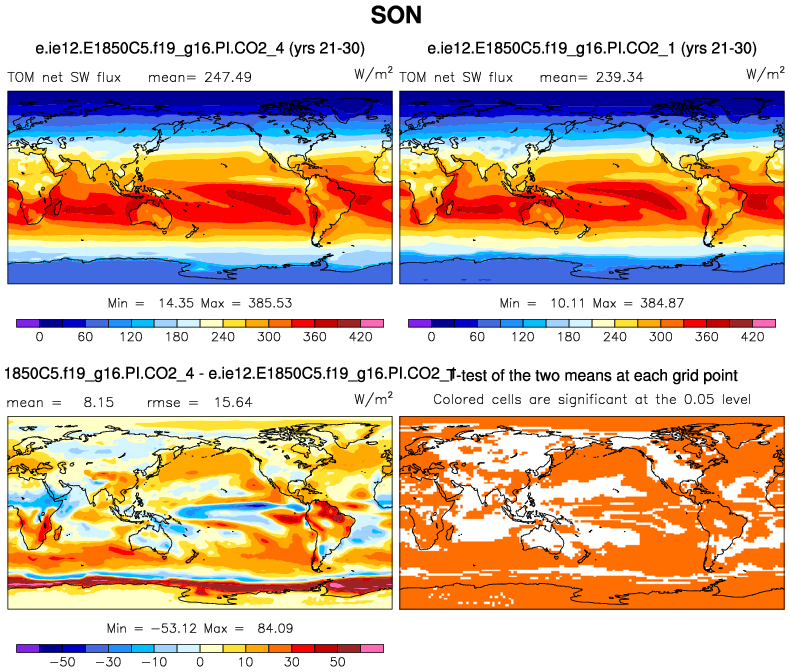 SON
e.ie12.E1850C5.f19_g16.PI.CO2_4 (yrs 21-30)
TOM net SW flux mean= 247.49 W/m²
Min = 14.35 Max = 385.53
0 60 120 180 240 300 360 420
e.ie12.E1850C5.f19_g16.PI.CO2_1 (yrs 21-30)
TOM net SW flux mean= 239.34 W/m²
Min = 10.11 Max = 384.87
0 60 120 180 240 300 360 420
1850C5.f19_g16.PI.CO2_4 - e.ie12.E1850C5.f19_g16.PI.CO2_1
mean = 8.15 rmse = 15.64 W/m²
Min = −53.12 Max = 84.09
−50 −30 −10 0 10 30 50
T-test of the two means at each grid point
Colored cells are significant at the 0.05 level